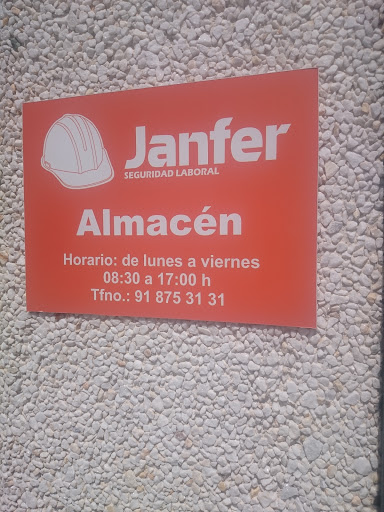 Janfer
SEGURIDAD LABORAL
Almacén
Horario: de lunes a viernes
08:30 a 17:00 h
Tfno.: 91 875 31 31